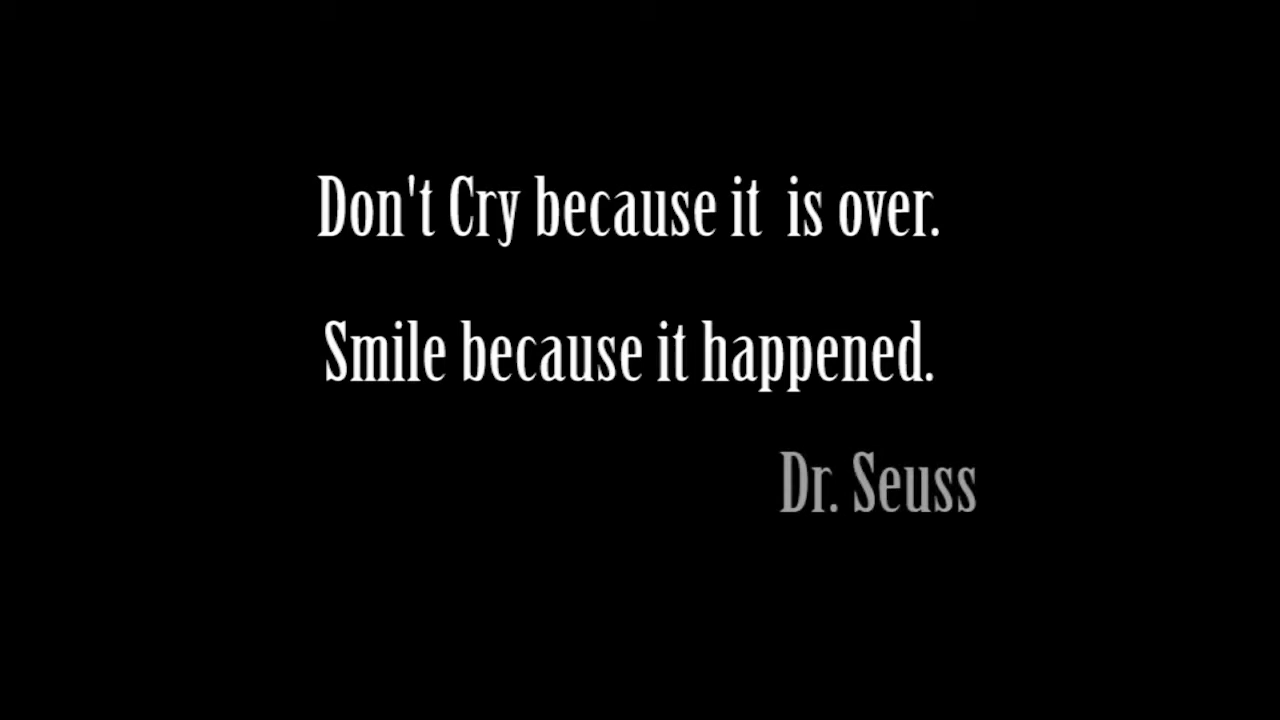 Don't Cry because it  is over.
Smile because it happened.
Dr. Seuss